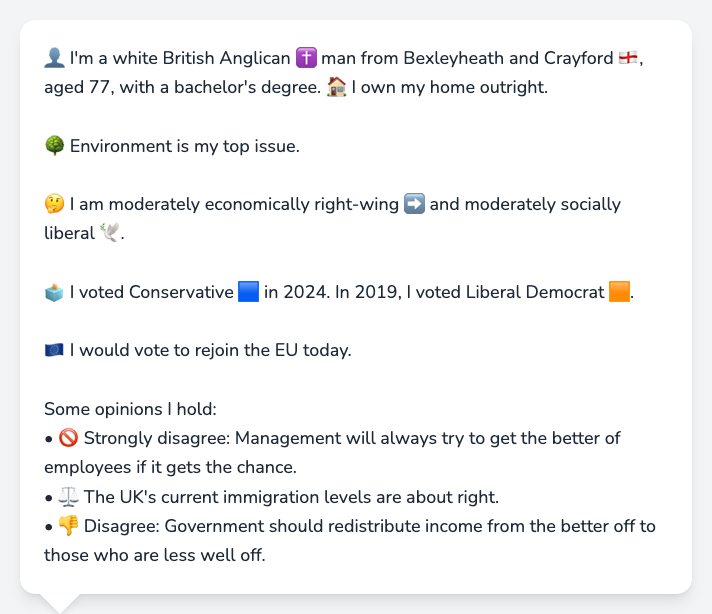 👤 I'm a white British Anglican ✝️ man from Bexleyheath and Crayford 🏴󠁧󠁢󠁥󠁮󠁧󠁿,
aged 77, with a bachelor's degree. 🏠 I own my home outright.
🌳 Environment is my top issue.
🤔 I am moderately economically right-wing ➡️ and moderately socially
liberal 🕊️.
🗳️ I voted Conservative 🟦 in 2024. In 2019, I voted Liberal Democrat 🟧.
🇪🇺 I would vote to rejoin the EU today.
Some opinions I hold:
• 🚫 Strongly disagree: Management will always try to get the better of
employees if it gets the chance.
• ⚖️ The UK's current immigration levels are about right.
• 👎 Disagree: Government should redistribute income from the better off to
those who are less well off.